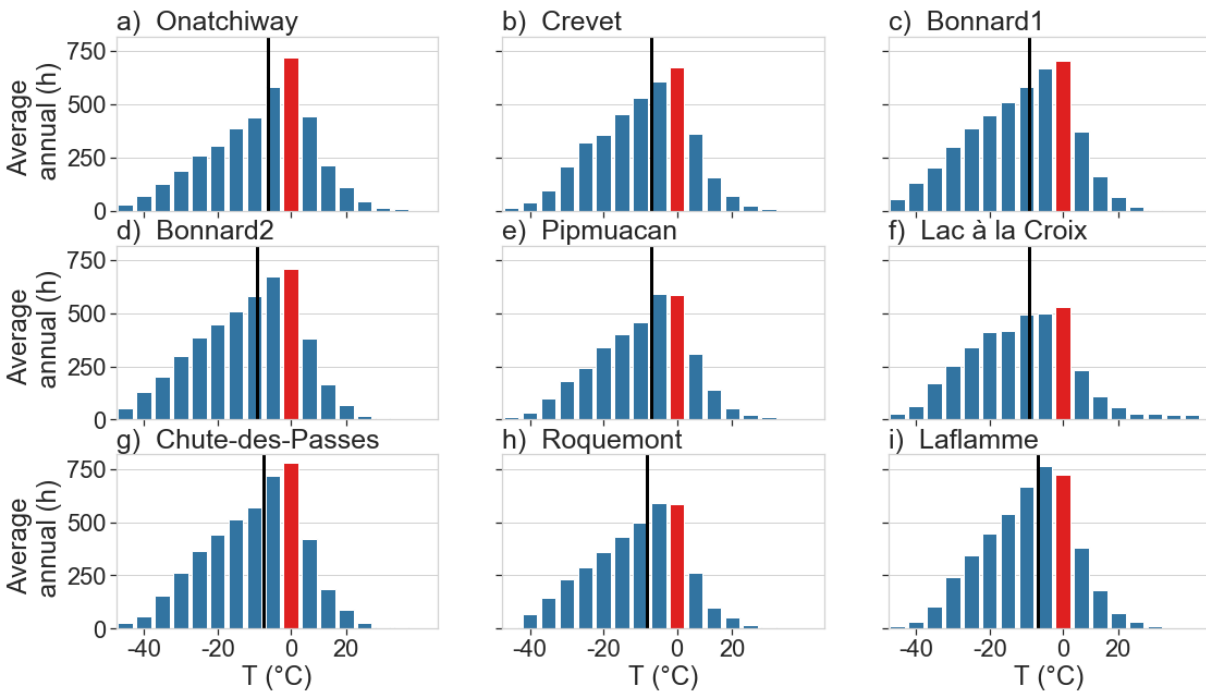 a)  Onatchiway
b)  Crevet
c)  Bonnard1
750
500
250
0
Average
annual (h)
d)  Bonnard2
e)  Pipmuacan
f)  Lac à la Croix
750
500
250
0
Average
annual (h)
g)  Chute-des-Passes
h)  Roquemont
i)  Laflamme
750
500
250
0
Average
annual (h)
-40 -20 0 20
-40 -20 0 20
-40 -20 0 20
T (°C)
T (°C)
T (°C)